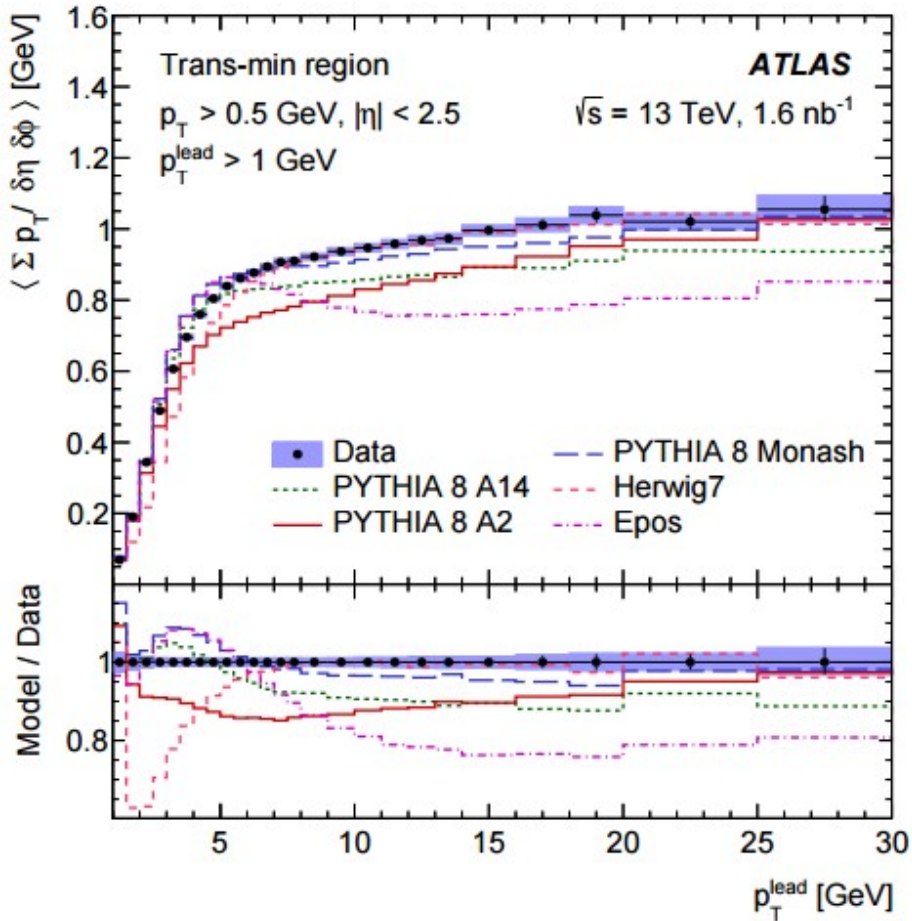 ⟨ Σ p_T / δη δφ ⟩ [GeV]
1.6
1.4
1.2
1
0.8
0.6
0.4
0.2
Trans-min region
ATLAS
p_T > 0.5 GeV, |η| < 2.5
√s = 13 TeV, 1.6 nb⁻¹
p_T^lead > 1 GeV
Data
PYTHIA 8 A14
PYTHIA 8 A2
PYTHIA 8 Monash
Herwig7
Epos
Model / Data
1
0.8
5 10 15 20 25 30
p_T^lead [GeV]